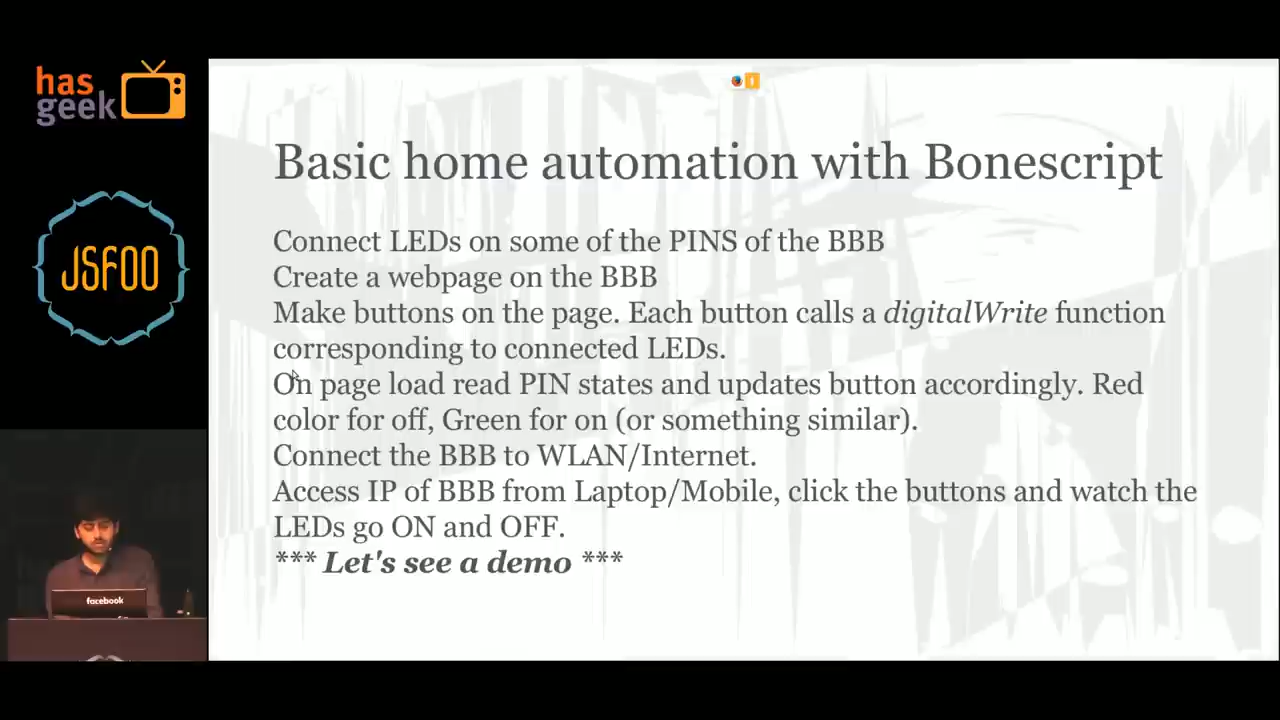 has
geek
JSFOO
Basic home automation with Bonescript
Connect LEDs on some of the PINS of the BBB
Create a webpage on the BBB
Make buttons on the page. Each button calls a digitalWrite function
corresponding to connected LEDs.
On page load read PIN states and updates button accordingly. Red
color for off, Green for on (or something similar).
Connect the BBB to WLAN/Internet.
Access IP of BBB from Laptop/Mobile, click the buttons and watch the
LEDs go ON and OFF.
*** Let's see a demo ***
facebook